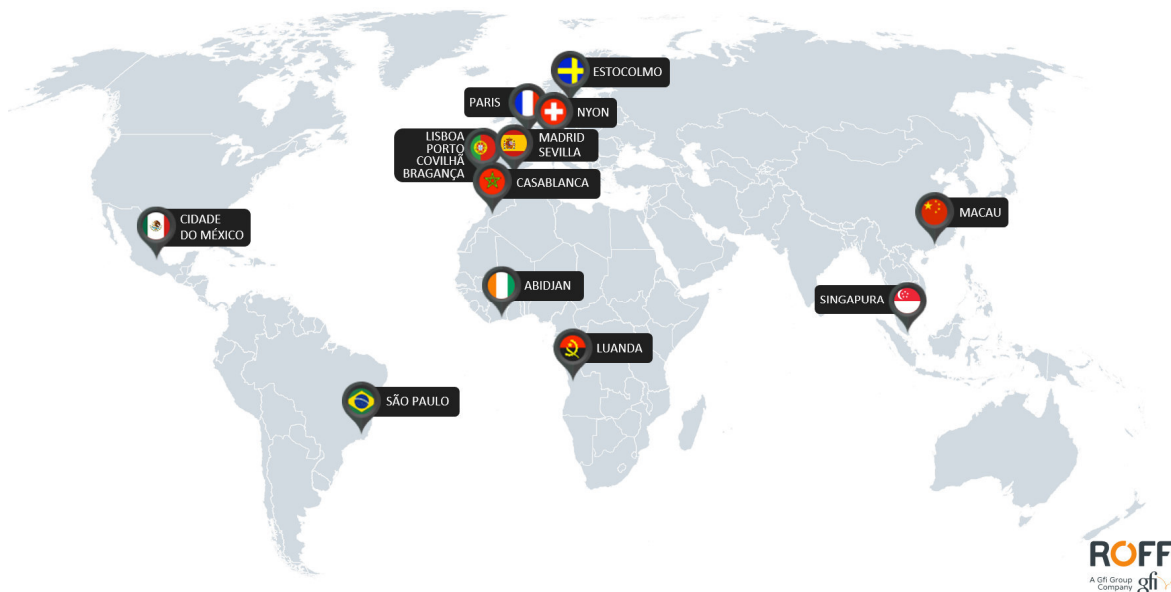 ESTOCOLMO
PARIS
NYON
LISBOA
PORTO
COVILHÃ
BRAGANÇA
MADRID
SEVILLA
CASABLANCA
CIDADE
DO MÉXICO
MACAU
ABIDJAN
SINGAPURA
LUANDA
SÃO PAULO
ROFF
A Gfi Group
Company gfi